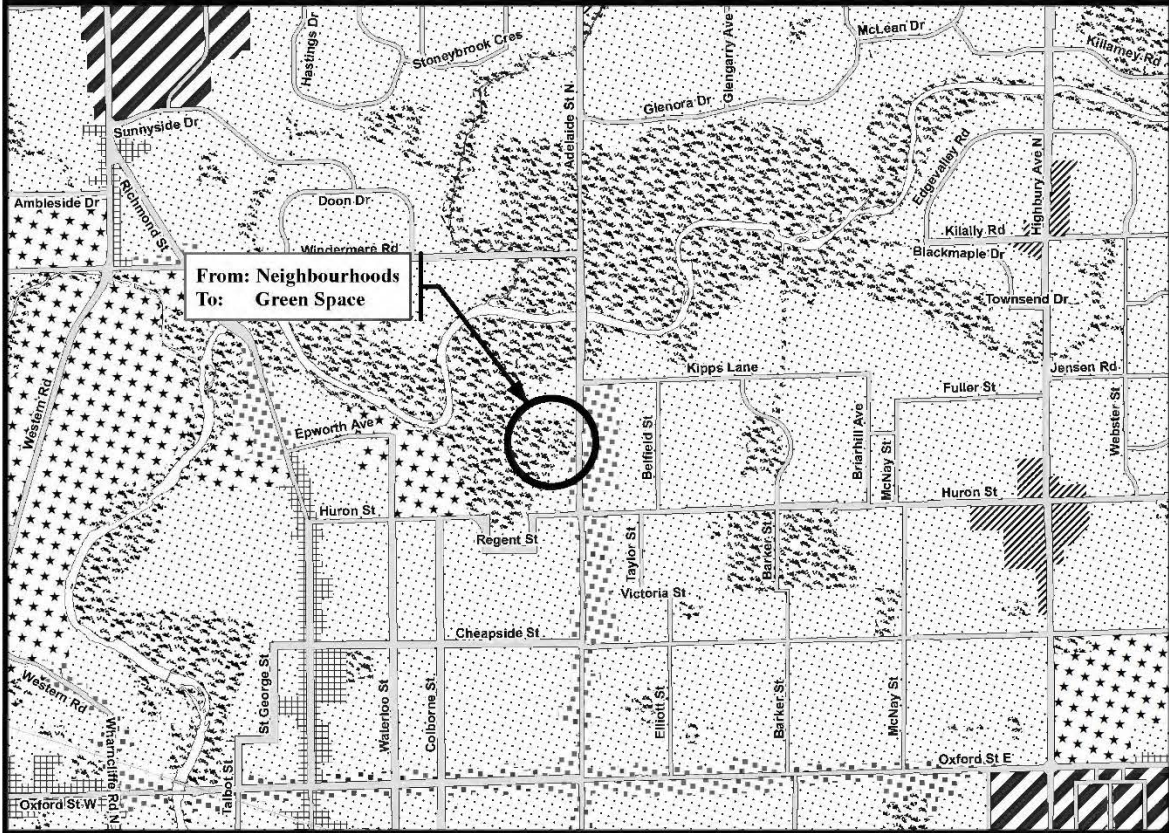 Hastings Dr
Stoneybrook Cres
Glengarry Ave
McLean Dr
Killarney Rd
Glenora Dr
Adelaide St N
Sunnyside Dr
Edgevalley Rd
Highbury Ave N
Ambleside Dr
Richmond St
Doon Dr
Kilally Rd
Windermere Rd
Blackmaple Dr
From: Neighbourhoods
To: Green Space
Townsend Dr
Kipps Lane
Jensen Rd
Fuller St
Western Rd
Epworth Ave
Belfield St
Briarhill Ave
McNay St
Webster St
Huron St
Huron St
Regent St
Taylor St
Barker St
Victoria St
Cheapside St
Western Rd
St George St
Waterloo St
Colborne St
Elliott St
Barker St
McNay St
Wharncliffe Rd N
Talbot St
Oxford St E
Oxford St W